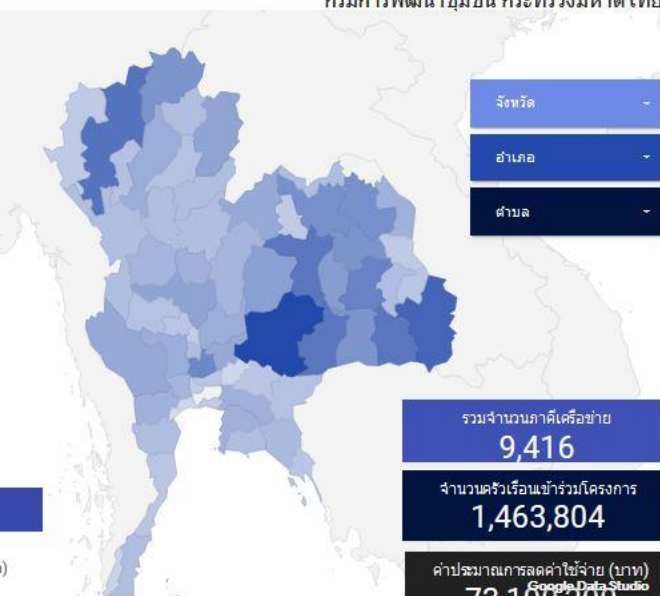 กรมการพัฒนาชุมชน กระทรวงมหาดไทย
จังหวัด
อำเภอ
ตำบล
รวมจำนวนภาคีเครือข่าย
9,416
จำนวนครัวเรือนเข้าร่วมโครงการ
1,463,804
ค่าประมาณการลดค่าใช้จ่าย (บาท)
Google Data Studio